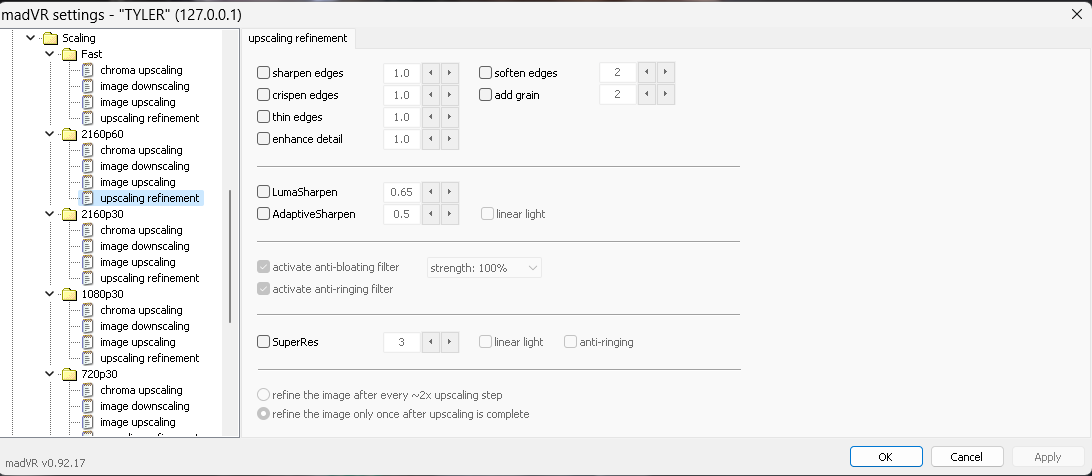 madVR settings - "TYLER" (127.0.0.1)
Scaling
Fast
chroma upscaling
image downscaling
image upscaling
upscaling refinement
2160p60
chroma upscaling
image downscaling
image upscaling
upscaling refinement
2160p30
chroma upscaling
image downscaling
image upscaling
upscaling refinement
1080p30
chroma upscaling
image downscaling
image upscaling
upscaling refinement
720p30
chroma upscaling
image downscaling
image upscaling
upscaling refinement
sharpen edges 1.0 soften edges 2
crispen edges 1.0 add grain 2
thin edges 1.0
enhance detail 1.0
LumaSharpen 0.65
AdaptiveSharpen 0.5 linear light
activate anti-bloating filter strength: 100%
activate anti-ringing filter
SuperRes 3 linear light anti-ringing
refine the image after every ~2x upscaling step
refine the image only once after upscaling is complete
madVR v0.92.17
OK Cancel Apply